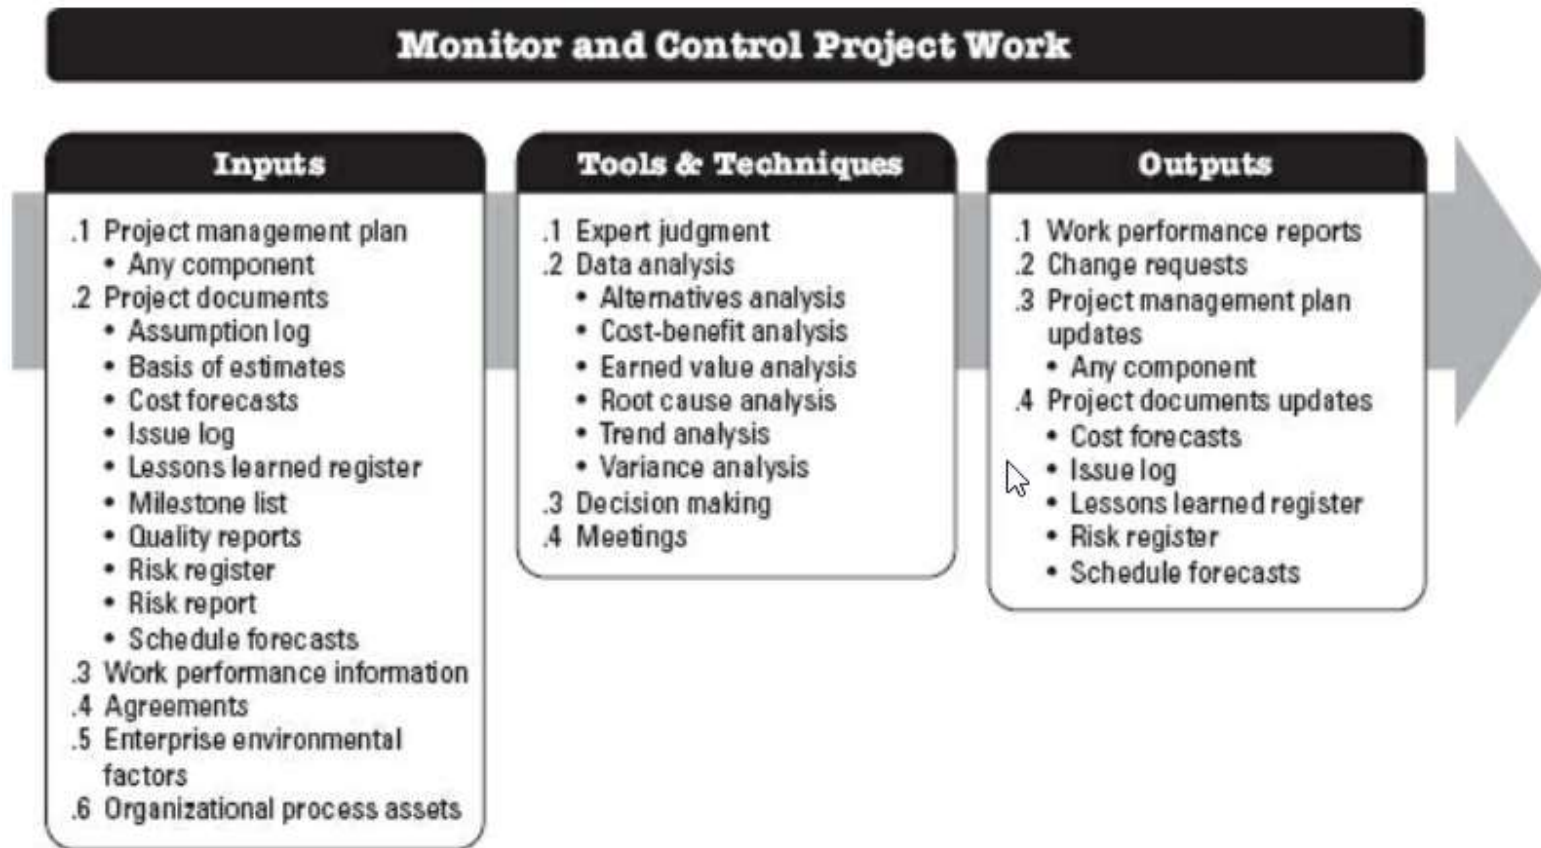 Monitor and Control Project Work
Inputs
.1 Project management plan
• Any component
.2 Project documents
• Assumption log
• Basis of estimates
• Cost forecasts
• Issue log
• Lessons learned register
• Milestone list
• Quality reports
• Risk register
• Risk report
• Schedule forecasts
.3 Work performance information
.4 Agreements
.5 Enterprise environmental
factors
.6 Organizational process assets
Tools & Techniques
.1 Expert judgment
.2 Data analysis
• Alternatives analysis
• Cost-benefit analysis
• Earned value analysis
• Root cause analysis
• Trend analysis
• Variance analysis
.3 Decision making
.4 Meetings
Outputs
.1 Work performance reports
.2 Change requests
.3 Project management plan
updates
• Any component
.4 Project documents updates
• Cost forecasts
• Issue log
• Lessons learned register
• Risk register
• Schedule forecasts